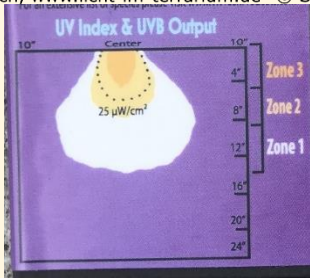 UV Index & UVB Output
10" Center 10"
4" Zone 3
25 µW/cm² 8" Zone 2
12" Zone 1
16"
20"
24"